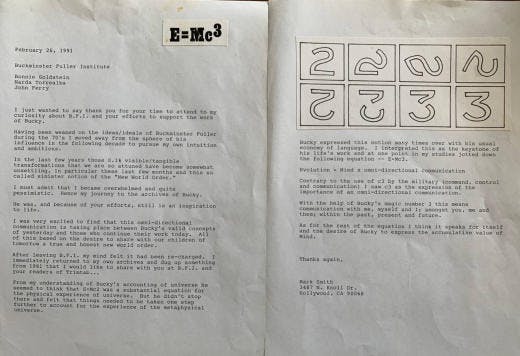 E=Mc³
February 26, 1991
Buckminster Fuller Institute
Bonnie Goldstein
Narda Torrealba
John Ferry
I just wanted to say thank you for your time to attend to my
curiosity about B.F.I. and your efforts to support the work
of Bucky.
Having been weaned on the ideas/ideals of Buckminster Fuller
during the 70's I moved away from the sphere of his
influence in the following decade to pursue my own intuition
and ambitions.
In the last few years those 0.1% visible/tangible
transformations that we are so attuned have become somewhat
unsettling, in particular these last few months and this so
called sinister notion of the "New World Order."
I must admit that I became overwhelmed and quite
pessimistic. Hence my journey to the archives of Bucky.
He was, and because of your efforts, still is an inspiration
to life.
I was very excited to find that this omni-directional
communication is taking place between Bucky's valid concepts
of yesterday and those who continue his work today. All
of this based on the desire to share with our children of
tomorrow a true and honest new world order.
After leaving B.F.I. my mind felt it had been re-charged. I
immediately returned to my own archives and dug up something
from 1981 that I would like to share with you at B.F.I. and
your readers of Trimtab...
From my understanding of Bucky's accounting of universe he
seemed to think that E=Mc2 was a substantial equation for
the physical experience of universe. But he didn't stop
there and felt that things needed to be taken one step
further to account for the experience of the metaphysical
universe.
Bucky expressed this notion many times over with his usual
economy of language. I interpreted this as the keystone of
his life's work and at one point in my studies jotted down
the following equation -- E=Mc3.
Evolution = Mind x omni-directional communication
Contrary to the use of c3 by the military (command, control
and communication) I saw c3 as the expression of the
importance of an omni-directional communication.
With the help of Bucky's magic number 3 this means
communication with me, myself and I; amongst you, me and
them; within the past, present and future.
As for the rest of the equation I think it speaks for itself
and the desire of Bucky to express the accumulative value of
Mind.
Thanks again.
Mark Smith
3467 N. Knoll Dr.
Hollywood, CA 90068